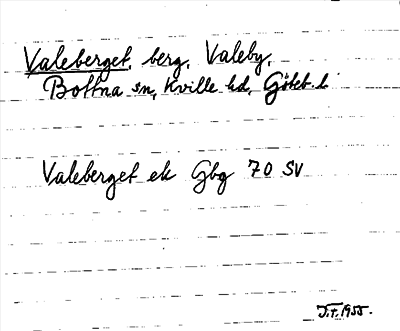 Valeberget, berg, Valeby,
Bottna sn, Kville hd, Göteb. l.
Valeberget ek Gbg 70 SV
J.t. 1955.